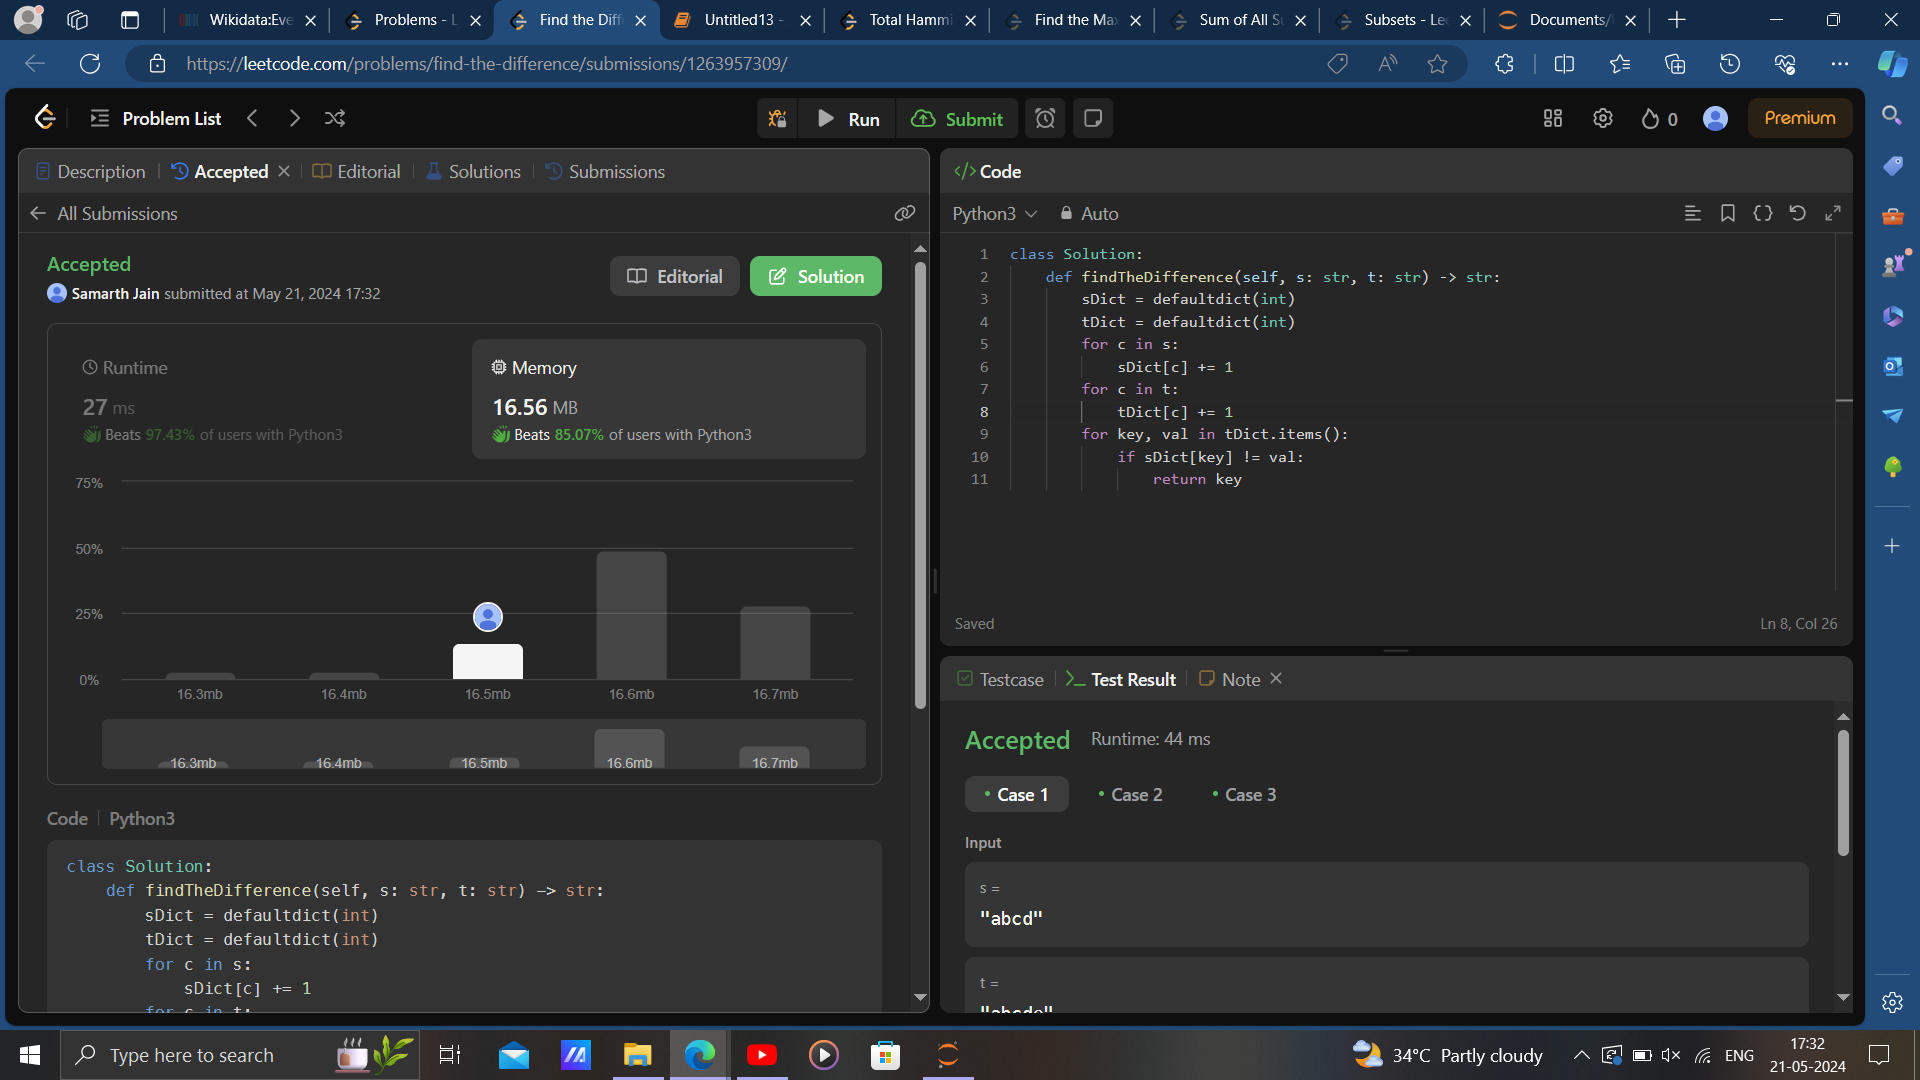 Wikidata:Eve
Problems - L
Find the Diff
Untitled13 -
Total Hammi
Find the Max
Sum of All S
Subsets - Lee
Documents/
https://leetcode.com/problems/find-the-difference/submissions/1263957309/
Problem List
Run
Submit
0
Premium
Description
Accepted
Editorial
Solutions
Submissions
All Submissions
Accepted
Samarth Jain submitted at May 21, 2024 17:32
Editorial
Solution
Runtime
27 ms
Beats 97.43% of users with Python3
Memory
16.56 MB
Beats 85.07% of users with Python3
75%
50%
25%
0%
16.3mb
16.4mb
16.5mb
16.6mb
16.7mb
16.3mb
16.4mb
16.5mb
16.6mb
16.7mb
Code | Python3
class Solution:
def findTheDifference(self, s: str, t: str) -> str:
sDict = defaultdict(int)
tDict = defaultdict(int)
for c in s:
sDict[c] += 1
for c in t:
Code
Python3
Auto
1 class Solution:
2 def findTheDifference(self, s: str, t: str) -> str:
3 sDict = defaultdict(int)
4 tDict = defaultdict(int)
5 for c in s:
6 sDict[c] += 1
7 for c in t:
8 tDict[c] += 1
9 for key, val in tDict.items():
10 if sDict[key] != val:
11 return key
Saved
Ln 8, Col 26
Testcase
Test Result
Note
Accepted Runtime: 44 ms
Case 1
Case 2
Case 3
Input
s =
"abcd"
t =
"abcde"
Type here to search
34°C Partly cloudy
ENG
17:32
21-05-2024